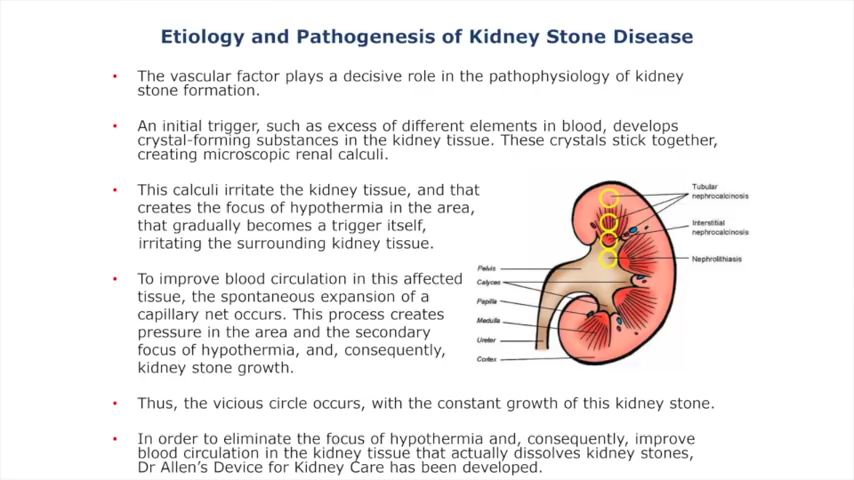 Etiology and Pathogenesis of Kidney Stone Disease
• The vascular factor plays a decisive role in the pathophysiology of kidney
stone formation.
• An initial trigger, such as excess of different elements in blood, develops
crystal-forming substances in the kidney tissue. These crystals stick together,
creating microscopic renal calculi.
• This calculi irritate the kidney tissue, and that
creates the focus of hypothermia in the area,
that gradually becomes a trigger itself,
irritating the surrounding kidney tissue.
• To improve blood circulation in this affected
tissue, the spontaneous expansion of a
capillary net occurs. This process creates
pressure in the area and the secondary
focus of hypothermia, and, consequently,
kidney stone growth.
Tubular
nephrocalcinosis
Interstitial
nephrocalcinosis
Nephrolithiasis
Pelvis
Calyces
Papilla
Medulla
Ureter
Cortex
• Thus, the vicious circle occurs, with the constant growth of this kidney stone.
• In order to eliminate the focus of hypothermia and, consequently, improve
blood circulation in the kidney tissue that actually dissolves kidney stones,
Dr Allen's Device for Kidney Care has been developed.